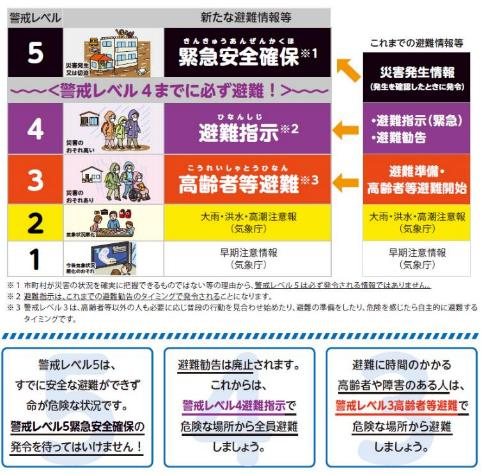 警戒レベル
新たな避難情報等
これまでの避難情報等
5
災害発生
又は切迫
きんきゅうあんぜんかくほ
緊急安全確保※1
災害発生情報
(発生を確認したときに発令)
〜〜〜<警戒レベル4までに必ず避難!>〜〜〜
4
災害の
おそれ高い
ひなんしじ
避難指示※2
・避難指示(緊急)
・避難勧告
3
災害の
おそれあり
こうれいしゃとうひなん
高齢者等避難※3
避難準備・
高齢者等避難開始
2
気象状況悪化
大雨・洪水・高潮注意報
(気象庁)
大雨・洪水・高潮注意報
(気象庁)
1
今後気象状況
悪化のおそれ
早期注意情報
(気象庁)
早期注意情報
(気象庁)
※1 市町村が災害の状況を確実に把握できるものではない等の理由から、警戒レベル5は必ず発令される情報ではありません。
※2 避難指示は、これまでの避難勧告のタイミングで発令されることになります。
※3 警戒レベル3は、高齢者等以外の人も必要に応じ普段の行動を見合わせ始めたり、避難の準備をしたり、危険を感じたら自主的に避難する
タイミングです。
警戒レベル5は、
すでに安全な避難ができず
命が危険な状況です。
警戒レベル5緊急安全確保の
発令を待ってはいけません!
避難勧告は廃止されます。
これからは、
警戒レベル4避難指示で
危険な場所から全員避難
しましょう。
避難に時間のかかる
高齢者や障害のある人は、
警戒レベル3高齢者等避難で
危険な場所から避難
しましょう。